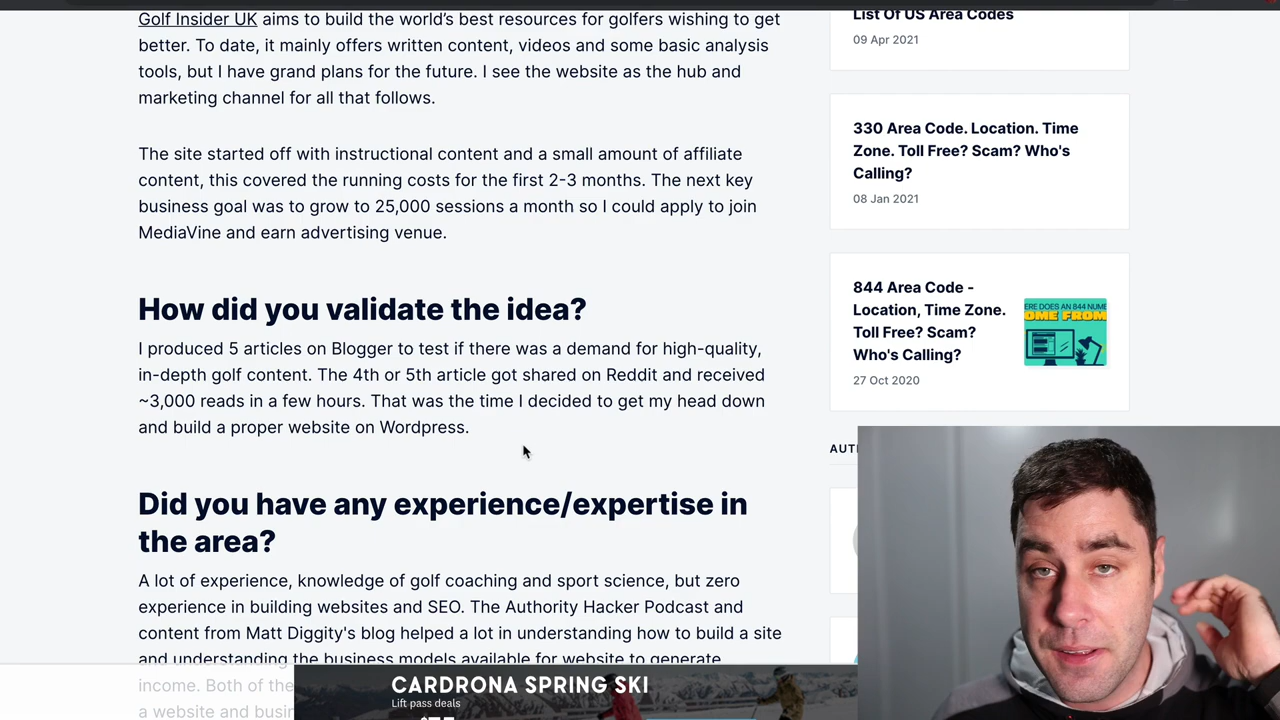 Golf Insider UK aims to build the world's best resources for golfers wishing to get
better. To date, it mainly offers written content, videos and some basic analysis
tools, but I have grand plans for the future. I see the website as the hub and
marketing channel for all that follows.
The site started off with instructional content and a small amount of affiliate
content, this covered the running costs for the first 2-3 months. The next key
business goal was to grow to 25,000 sessions a month so I could apply to join
MediaVine and earn advertising venue.
How did you validate the idea?
I produced 5 articles on Blogger to test if there was a demand for high-quality,
in-depth golf content. The 4th or 5th article got shared on Reddit and received
~3,000 reads in a few hours. That was the time I decided to get my head down
and build a proper website on Wordpress.
Did you have any experience/expertise in
the area?
A lot of experience, knowledge of golf coaching and sport science, but zero
experience in building websites and SEO. The Authority Hacker Podcast and
content from Matt Diggity's blog helped a lot in understanding how to build a site
and understanding the business models available for website to generate
income. Both of the
a website and busin
List Of US Area Codes
09 Apr 2021
330 Area Code. Location. Time
Zone. Toll Free? Scam? Who's
Calling?
08 Jan 2021
844 Area Code -
Location, Time Zone.
Toll Free? Scam?
Who's Calling?
27 Oct 2020
ERE DOES AN 844 NUME
OME FROM
AUT
CARDRONA SPRING SKI
Lift pass deals